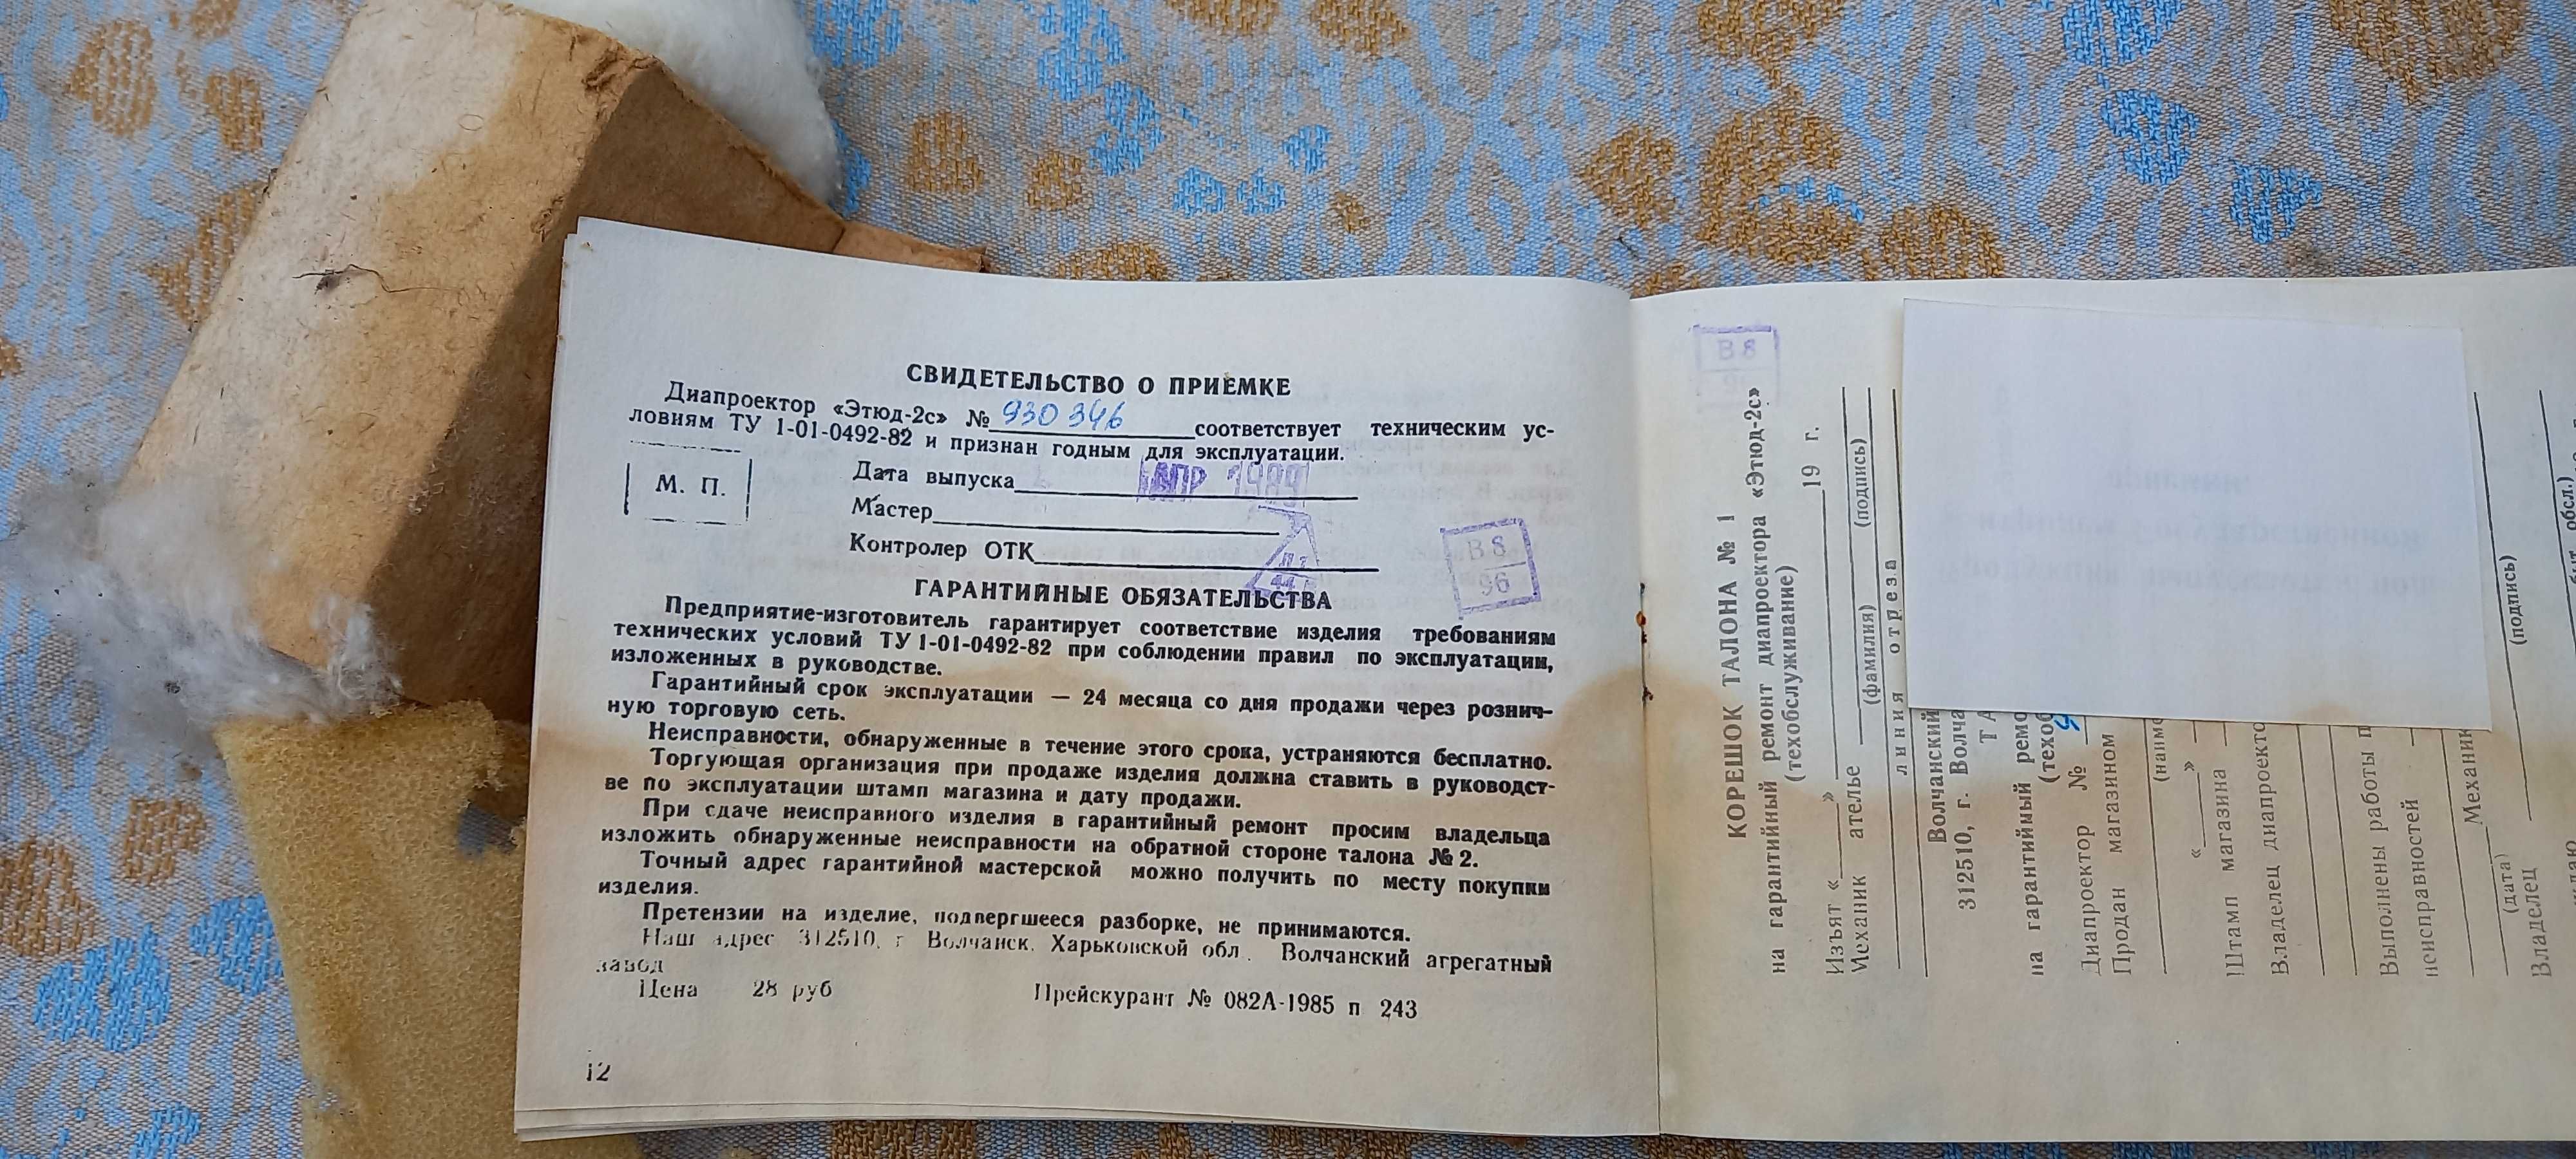 СВИДЕТЕЛЬСТВО О ПРИЕМКЕ
Диапроектор «Этюд-2с» № 930346 соответствует техническим ус-
ловиям ТУ 1-01-0492-82 и признан годным для эксплуатации.
М. П.
Дата выпуска АПР 1989
Мастер
Контролер ОТК
В 8
96
ГАРАНТИЙНЫЕ ОБЯЗАТЕЛЬСТВА
Предприятие-изготовитель гарантирует соответствие изделия требованиям
технических условий ТУ 1-01-0492-82 при соблюдении правил по эксплуатации,
изложенных в руководстве.
Гарантийный срок эксплуатации — 24 месяца со дня продажи через рознич-
ную торговую сеть.
Неисправности, обнаруженные в течение этого срока, устраняются бесплатно.
Торгующая организация при продаже изделия должна ставить в руководст-
ве по эксплуатации штамп магазина и дату продажи.
При сдаче неисправного изделия в гарантийный ремонт просим владельца
изложить обнаруженные неисправности на обратной стороне талона № 2.
Точный адрес гарантийной мастерской можно получить по месту покупки
изделия.
Претензии на изделие, подвергшееся разборке, не принимаются.
Наш адрес 312510, г Волчанск, Харьковской обл. Волчанский агрегатный
завод
Цена 28 руб Прейскурант № 082А-1985 п 243
12
В 8
КОРЕШОК ТАЛОНА № 1
на гарантийный ремонт диапроектора «Этюд-2с»
(техобслуживание)
Изъят « » 19 г.
Механик ателье
(фамилия) (подпись)
линия отреза
Волчанский
312510, г. Волча
ТА
на гарантийный ремо
(техоб
Диапроектор №
Продан магазином
(наим
« »
Штамп магазина
Владелец диапроекто
Выполнены работы п
неисправностей
Механик
(дата) (подпись)
Владелец